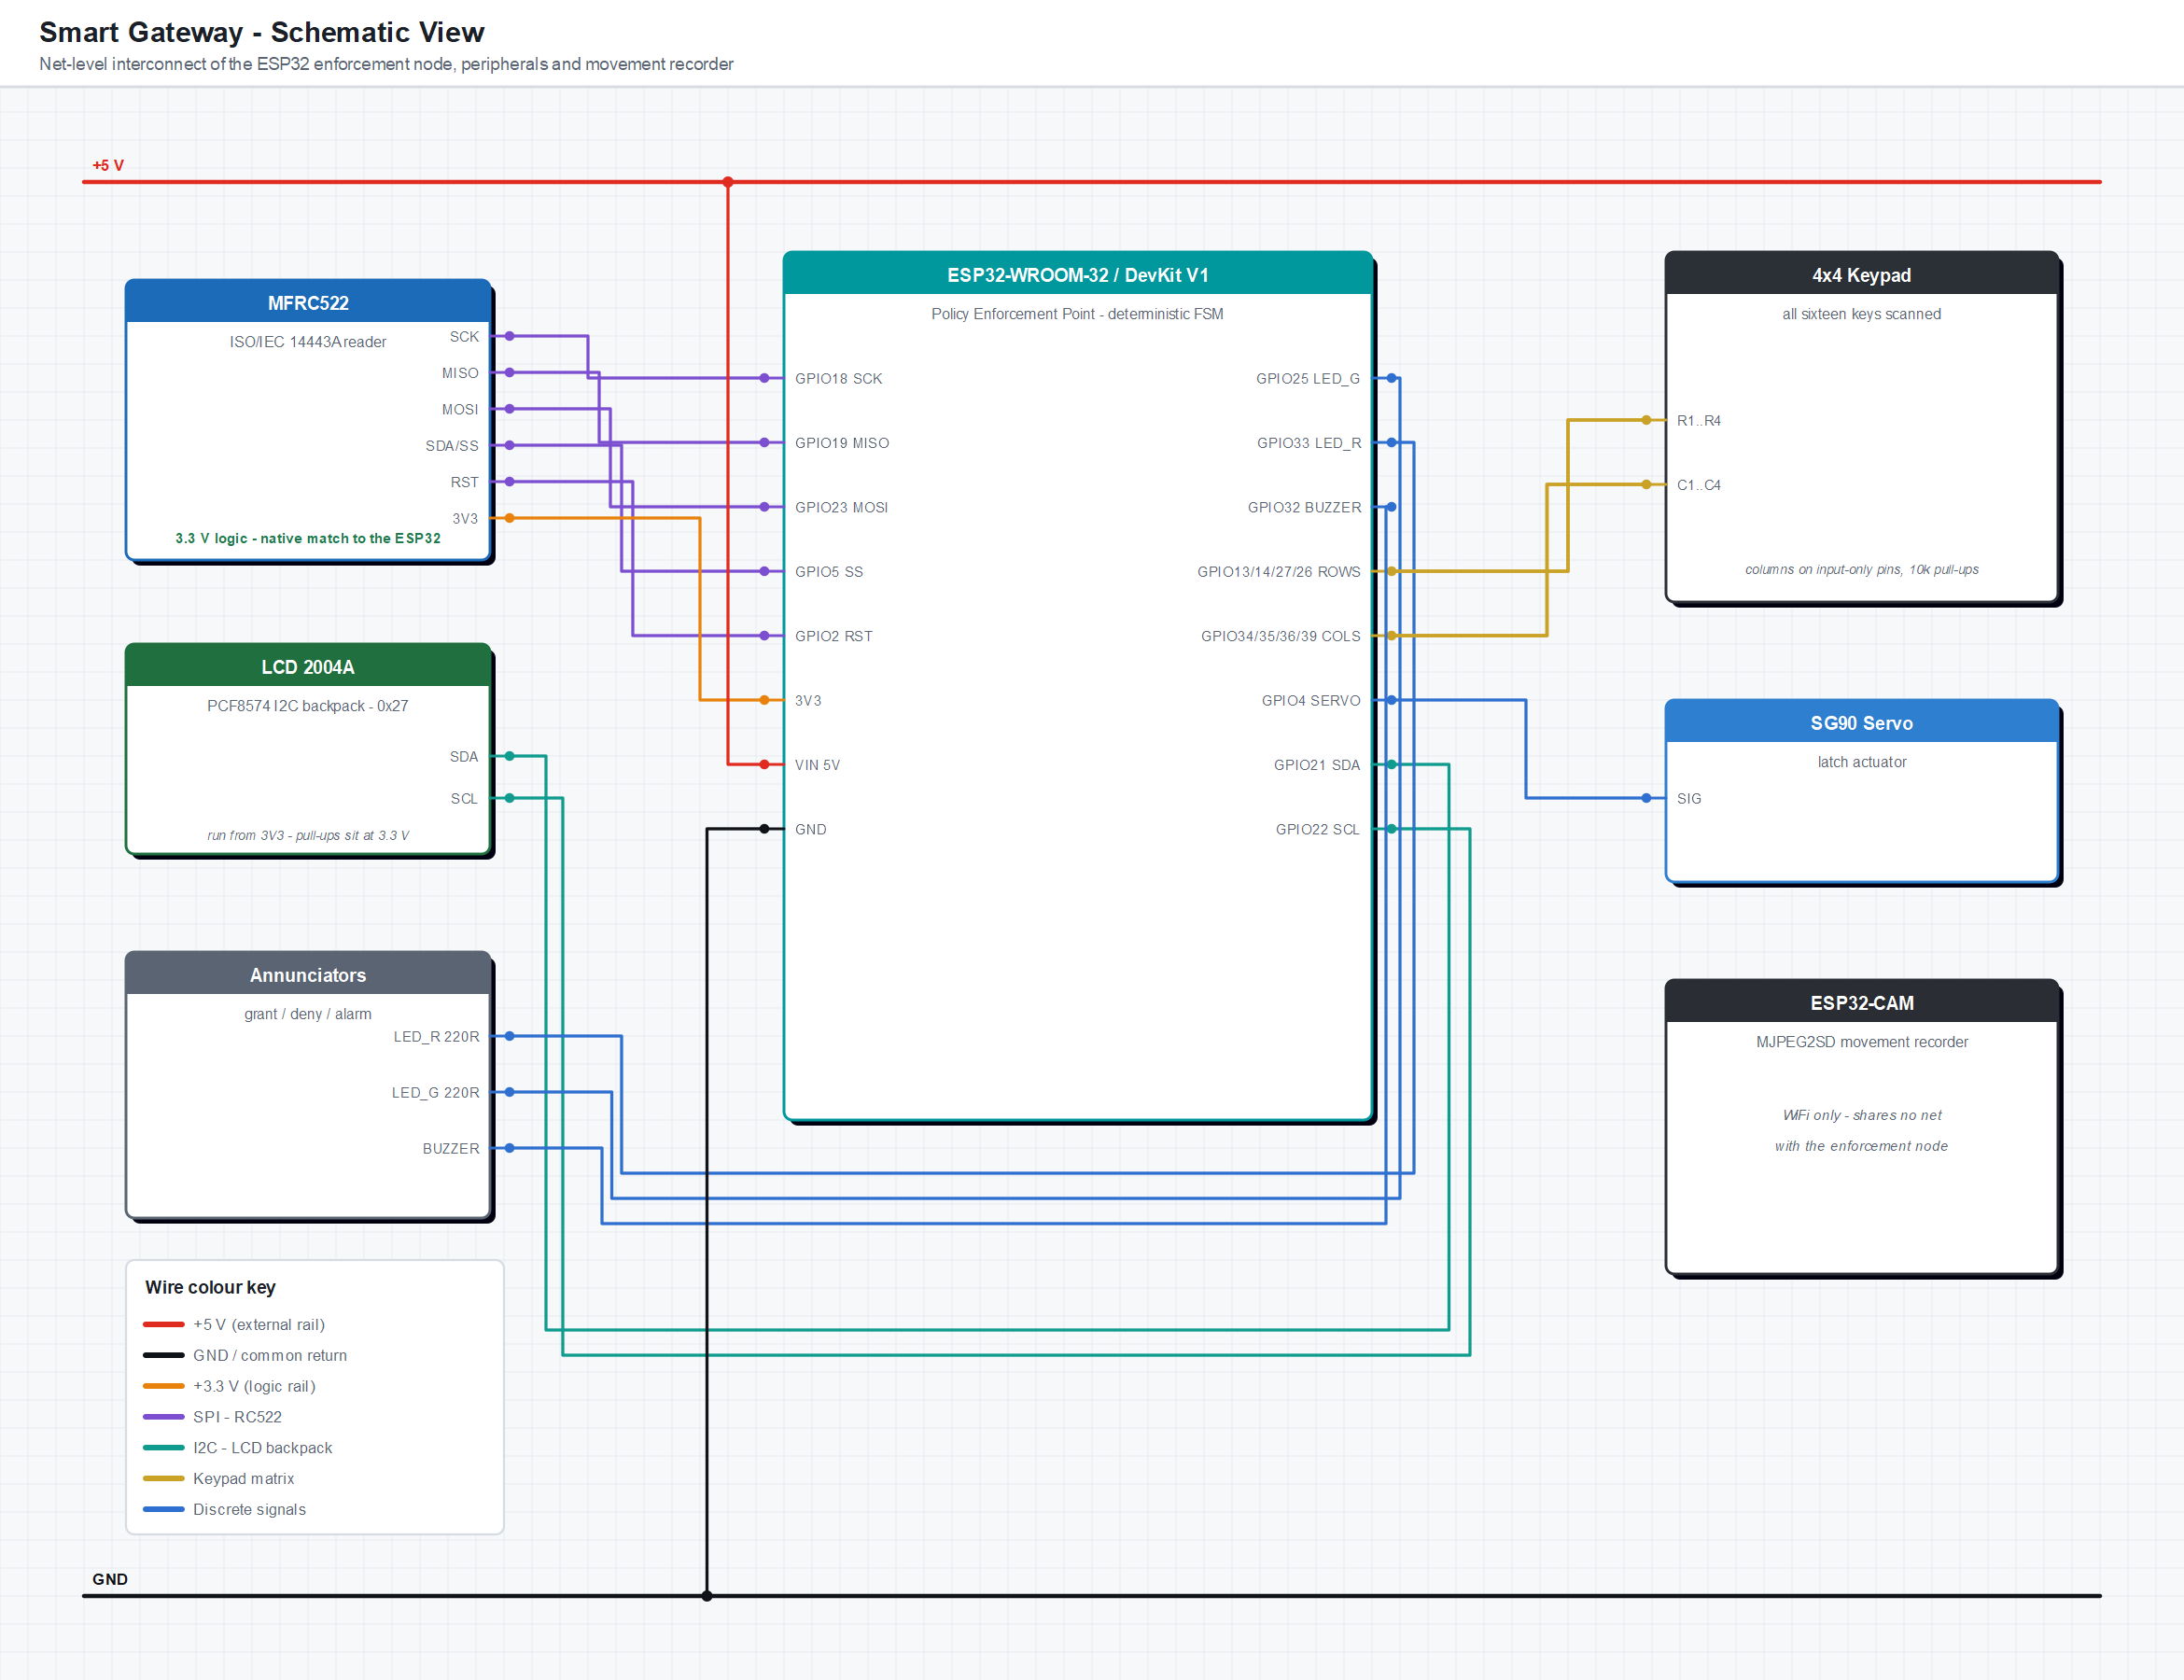 Smart Gateway - Schematic View
Net-level interconnect of the ESP32 enforcement node, peripherals and movement recorder
+5 V
MFRC522
ISO/IEC 14443A reader
SCK
MISO
MOSI
SDA/SS
RST
3V3
3.3 V logic - native match to the ESP32
LCD 2004A
PCF8574 I2C backpack - 0x27
SDA
SCL
run from 3V3 - pull-ups sit at 3.3 V
Annunciators
grant / deny / alarm
LED_R 220R
LED_G 220R
BUZZER
ESP32-WROOM-32 / DevKit V1
Policy Enforcement Point - deterministic FSM
GPIO18 SCK
GPIO19 MISO
GPIO23 MOSI
GPIO5 SS
GPIO2 RST
3V3
VIN 5V
GND
GPIO25 LED_G
GPIO33 LED_R
GPIO32 BUZZER
GPIO13/14/27/26 ROWS
GPIO34/35/36/39 COLS
GPIO4 SERVO
GPIO21 SDA
GPIO22 SCL
4x4 Keypad
all sixteen keys scanned
R1..R4
C1..C4
columns on input-only pins, 10k pull-ups
SG90 Servo
latch actuator
SIG
ESP32-CAM
MJPEG2SD movement recorder
WiFi only - shares no net
with the enforcement node
Wire colour key
+5 V (external rail)
GND / common return
+3.3 V (logic rail)
SPI - RC522
I2C - LCD backpack
Keypad matrix
Discrete signals
GND